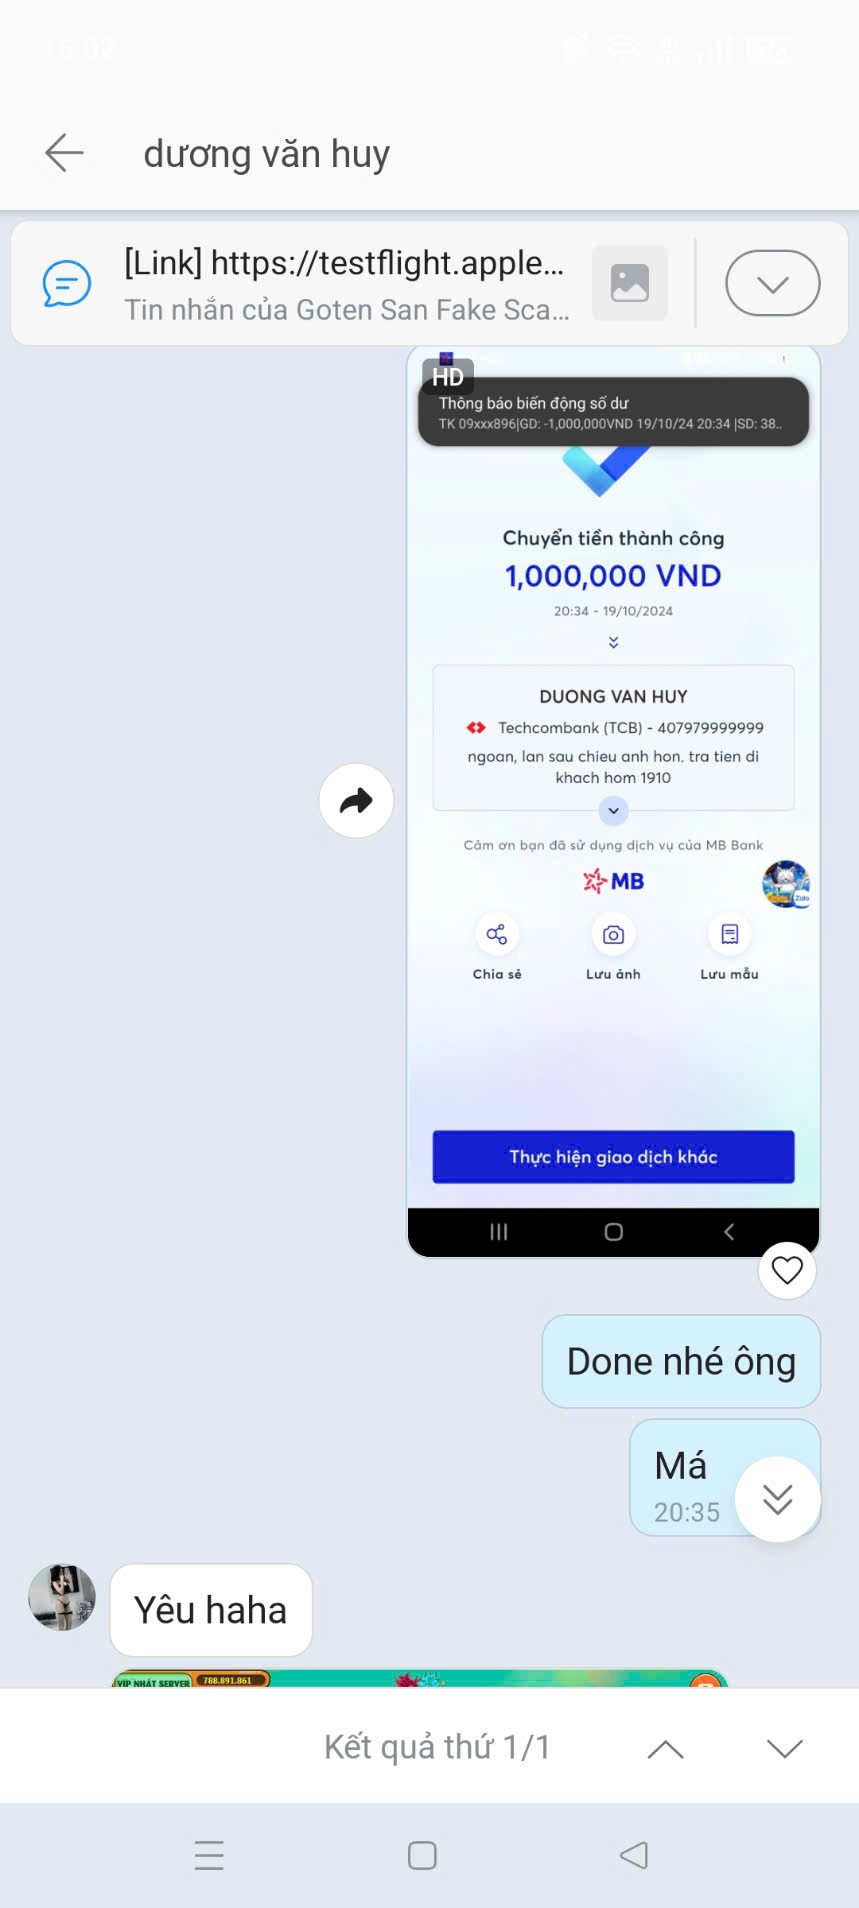 16:02
dương văn huy
[Link] https://testflight.apple...
Tin nhắn của Goten San Fake Sca...
HD
Thông báo biến động số dư
TK 09xxx896|GD: -1,000,000VND 19/10/24 20:34 |SD: 38..
Chuyển tiền thành công
1,000,000 VND
20:34 - 19/10/2024
DUONG VAN HUY
Techcombank (TCB) - 407979999999
ngoan, lan sau chieu anh hon. tra tien di
khach hom 1910
Cảm ơn bạn đã sử dụng dịch vụ của MB Bank
MB
Zalo
Chia sẻ
Lưu ảnh
Lưu mẫu
Thực hiện giao dịch khác
Done nhé ông
Má
20:35
Yêu haha
VIP NHẤT SERVER
788.891.861
Kết quả thứ 1/1